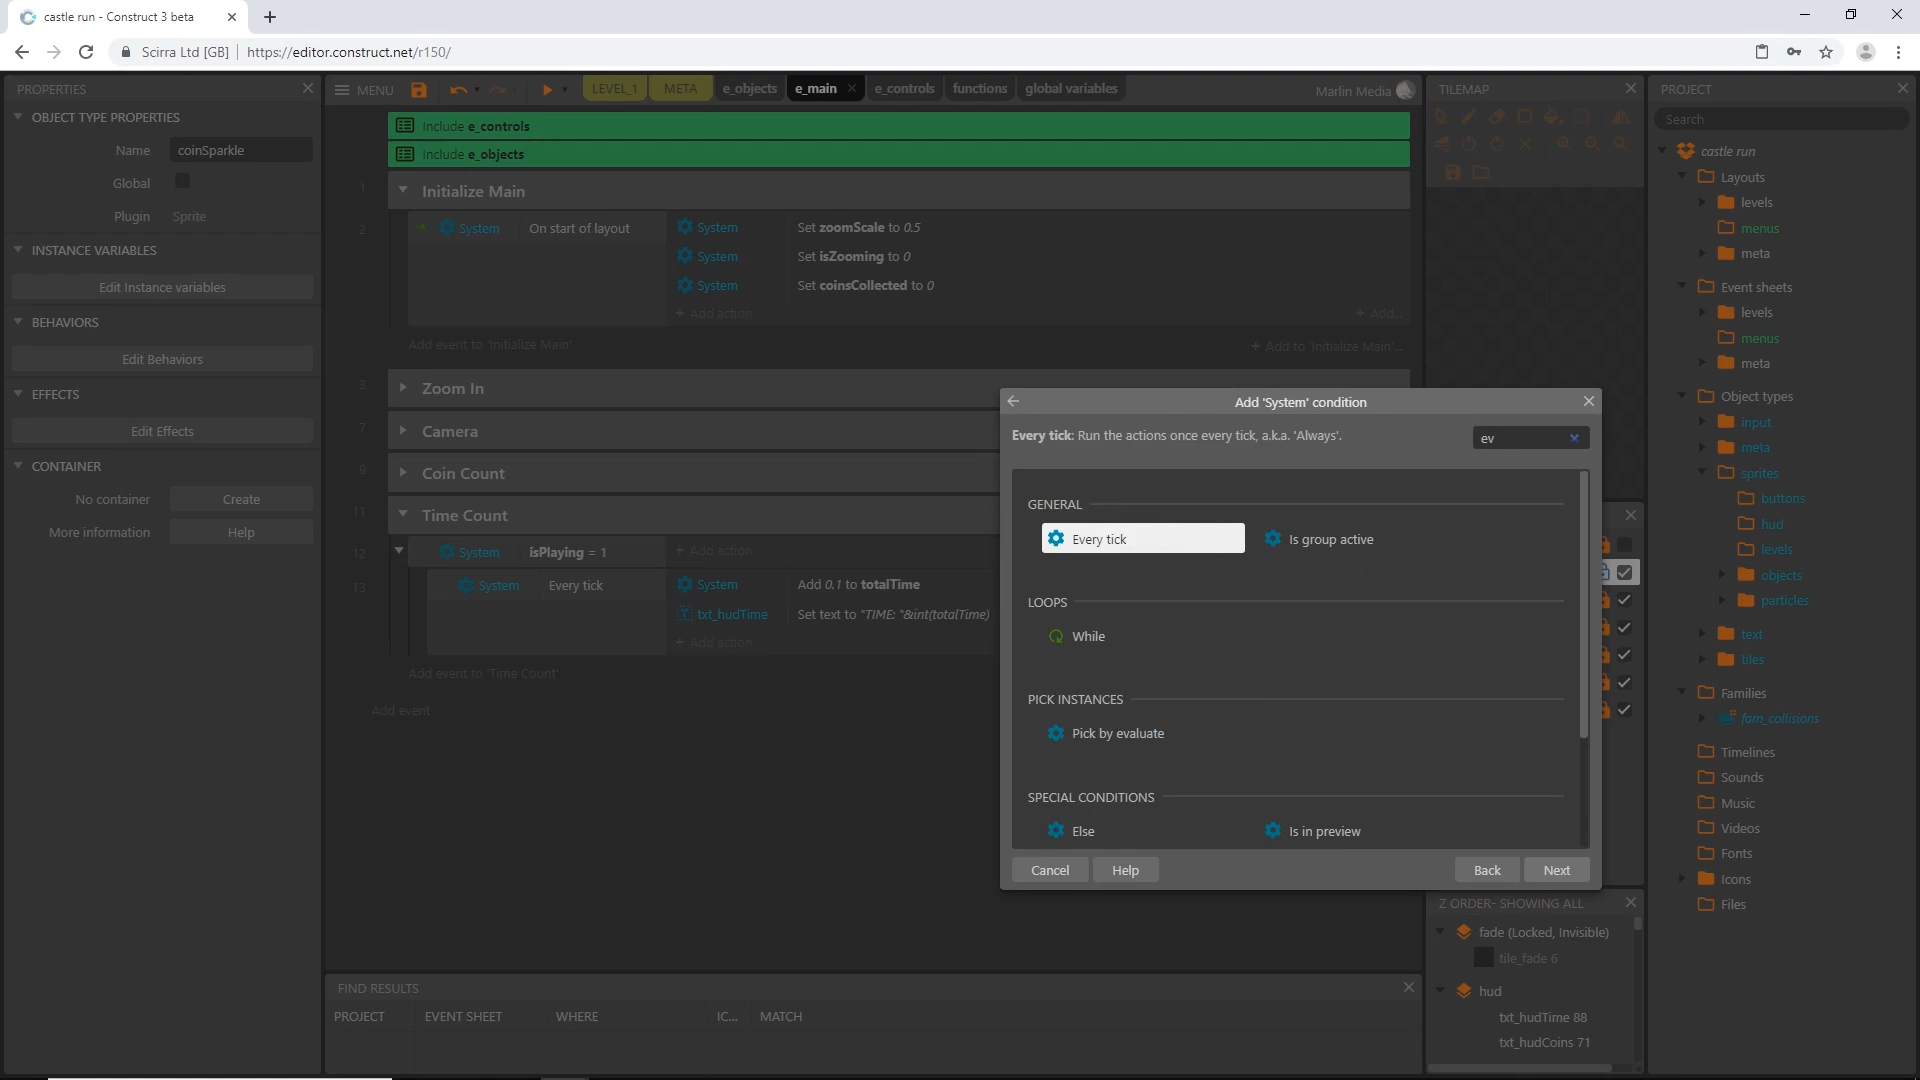 castle run - Construct 3 beta
Scirra Ltd [GB] https://editor.construct.net/r150/
PROPERTIES
OBJECT TYPE PROPERTIES
Name coinSparkle
Global
Plugin Sprite
INSTANCE VARIABLES
Edit Instance variables
BEHAVIORS
Edit Behaviors
EFFECTS
Edit Effects
CONTAINER
No container Create
More information Help
MENU
LEVEL_1 META e_objects e_main e_controls functions global variables
Marlin Media
Include e_controls
Include e_objects
1 Initialize Main
2 System On start of layout System Set zoomScale to 0.5
System Set isZooming to 0
System Set coinsCollected to 0
+ Add action + Add...
Add event to 'Initialize Main' + Add to 'Initialize Main'...
3 Zoom In
7 Camera
9 Coin Count
11 Time Count
12 System isPlaying = 1 + Add action
13 System Every tick System Add 0.1 to totalTime
txt_hudTime Set text to "TIME: "&int(totalTime)
+ Add action
Add event to 'Time Count'
Add event
Add 'System' condition
Every tick: Run the actions once every tick, a.k.a. 'Always'.
ev
GENERAL
Every tick Is group active
LOOPS
While
PICK INSTANCES
Pick by evaluate
SPECIAL CONDITIONS
Else Is in preview
Cancel Help Back Next
FIND RESULTS
PROJECT EVENT SHEET WHERE IC... MATCH
TILEMAP
Z ORDER- SHOWING ALL
fade (Locked, Invisible)
tile_fade 6
hud
txt_hudTime 88
txt_hudCoins 71
PROJECT
Search
castle run
Layouts
levels
menus
meta
Event sheets
levels
menus
meta
Object types
input
meta
sprites
buttons
hud
levels
objects
particles
text
tiles
Families
fam_collisions
Timelines
Sounds
Music
Videos
Fonts
Icons
Files